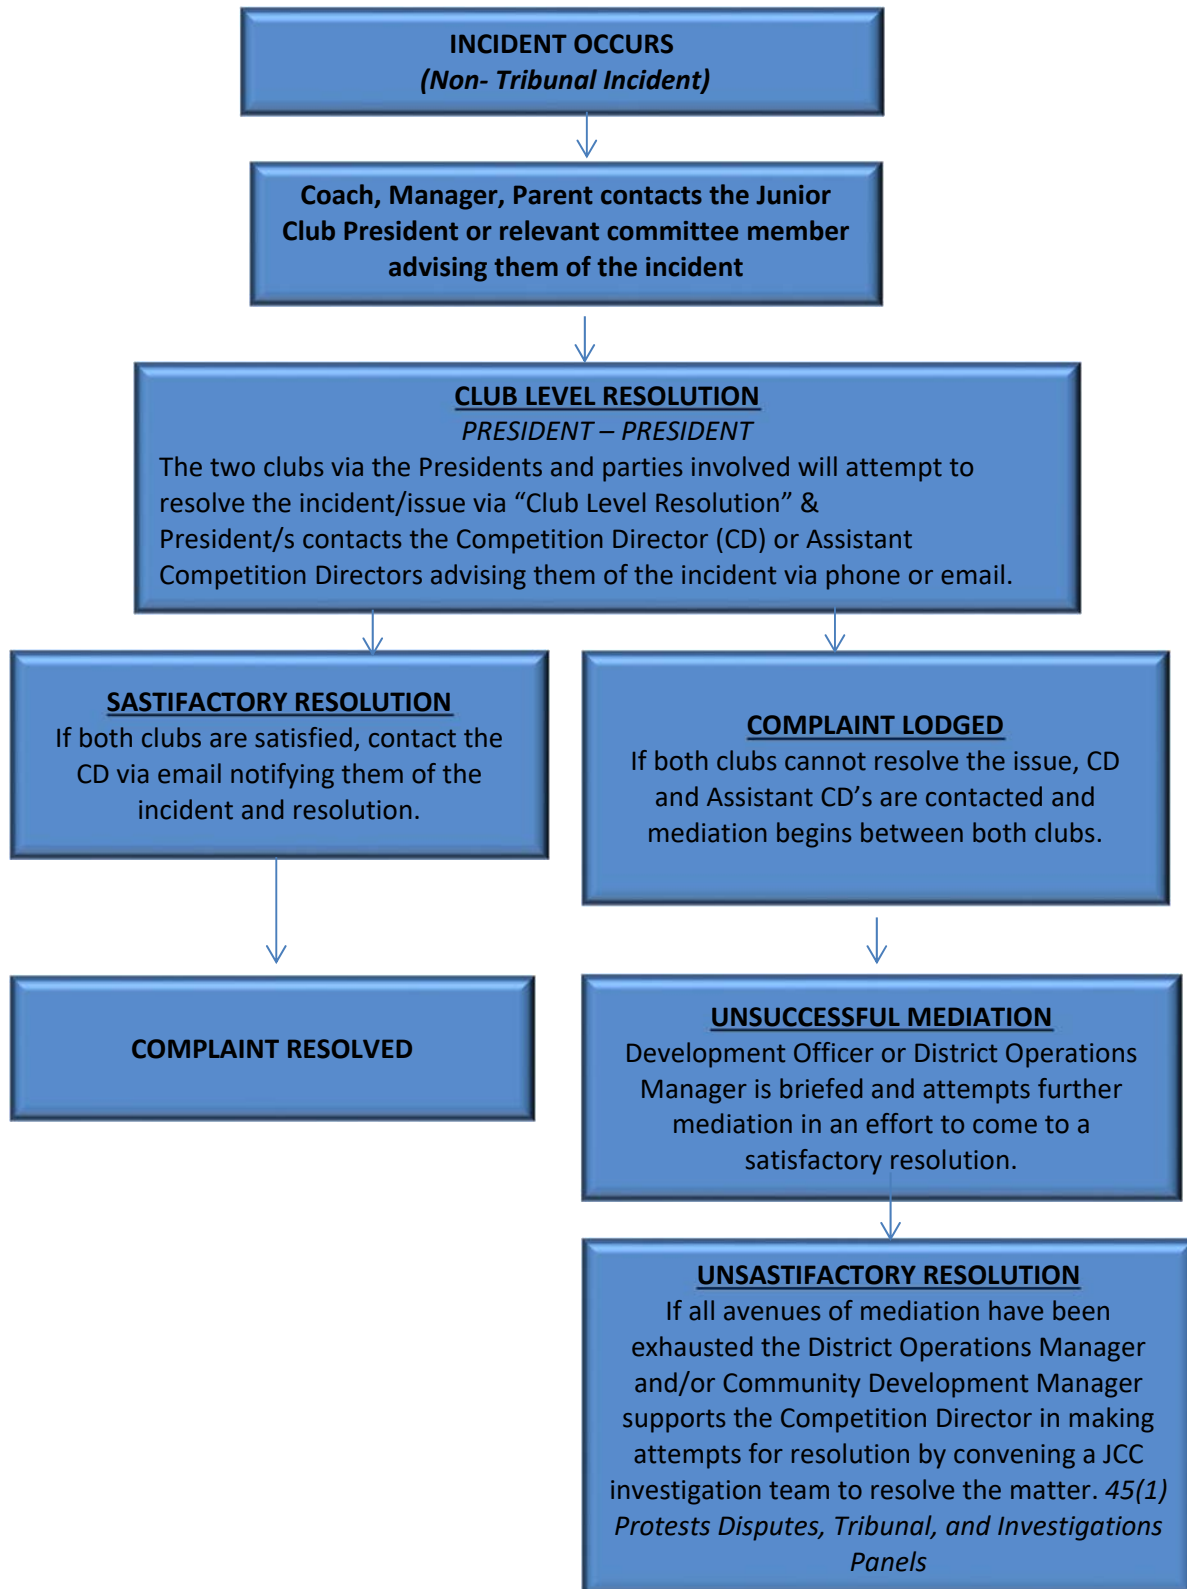 INCIDENT OCCURS
(Non- Tribunal Incident)
Coach, Manager, Parent contacts the Junior
Club President or relevant committee member
advising them of the incident
CLUB LEVEL RESOLUTION
PRESIDENT – PRESIDENT
The two clubs via the Presidents and parties involved will attempt to
resolve the incident/issue via “Club Level Resolution” &
President/s contacts the Competition Director (CD) or Assistant
Competition Directors advising them of the incident via phone or email.
SASTIFACTORY RESOLUTION
If both clubs are satisfied, contact the
CD via email notifying them of the
incident and resolution.
COMPLAINT LODGED
If both clubs cannot resolve the issue, CD
and Assistant CD’s are contacted and
mediation begins between both clubs.
COMPLAINT RESOLVED
UNSUCCESSFUL MEDIATION
Development Officer or District Operations
Manager is briefed and attempts further
mediation in an effort to come to a
satisfactory resolution.
UNSASTIFACTORY RESOLUTION
If all avenues of mediation have been
exhausted the District Operations Manager
and/or Community Development Manager
supports the Competition Director in making
attempts for resolution by convening a JCC
investigation team to resolve the matter. 45(1)
Protests Disputes, Tribunal, and Investigations
Panels